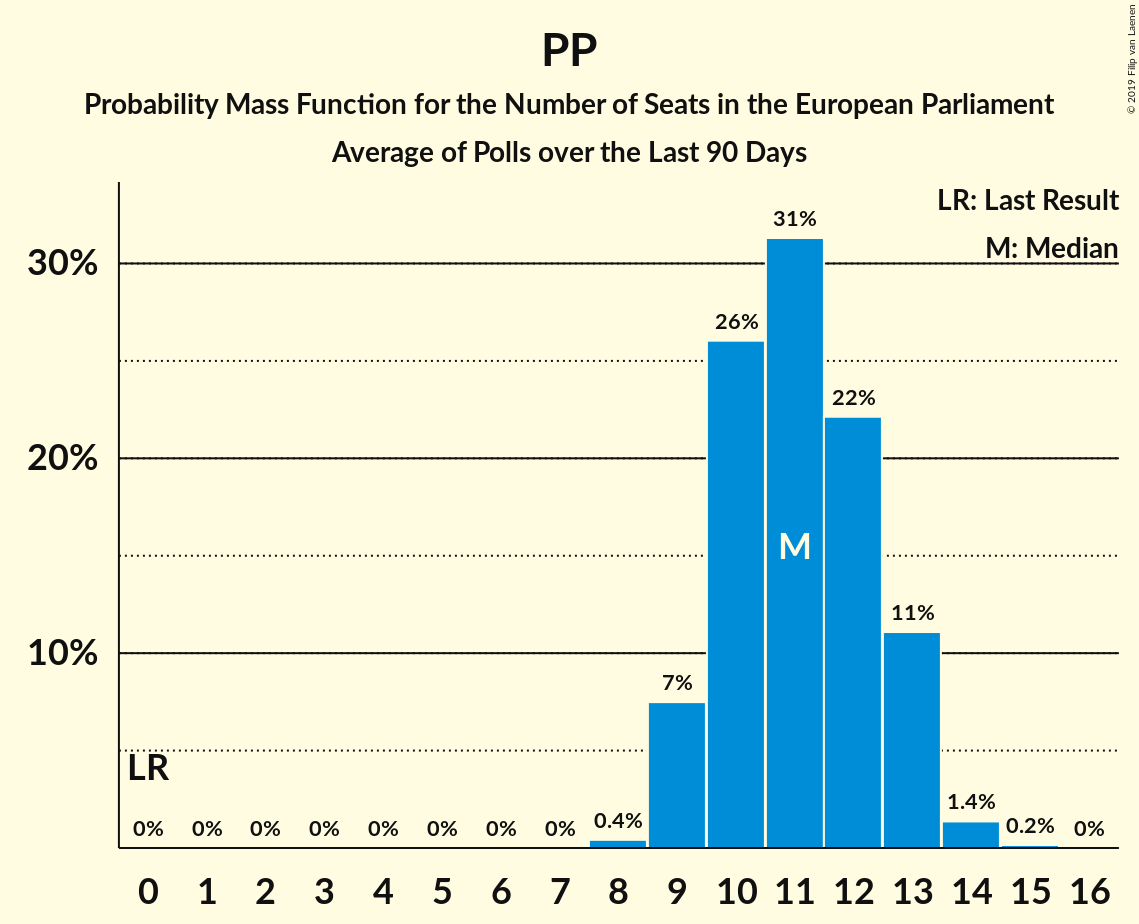 PP
Probability Mass Function for the Number of Seats in the European Parliament
Average of Polls over the Last 90 Days
© 2019 Filip van Laenen
LR: Last Result
M: Median
30%
20%
10%
31%
26%
22%
11%
7%
1.4%
0.4%
0.2%
0%
0% 0% 0% 0% 0% 0% 0% 0%
M
LR
0 1 2 3 4 5 6 7 8 9 10 11 12 13 14 15 16